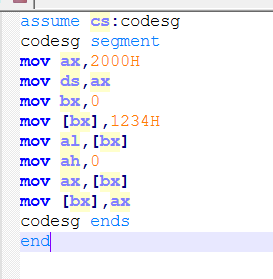 assume cs:codesg
codesg segment
mov ax,2000H
mov ds,ax
mov bx,0
mov [bx],1234H
mov al,[bx]
mov ah,0
mov ax,[bx]
mov [bx],ax
codesg ends
end